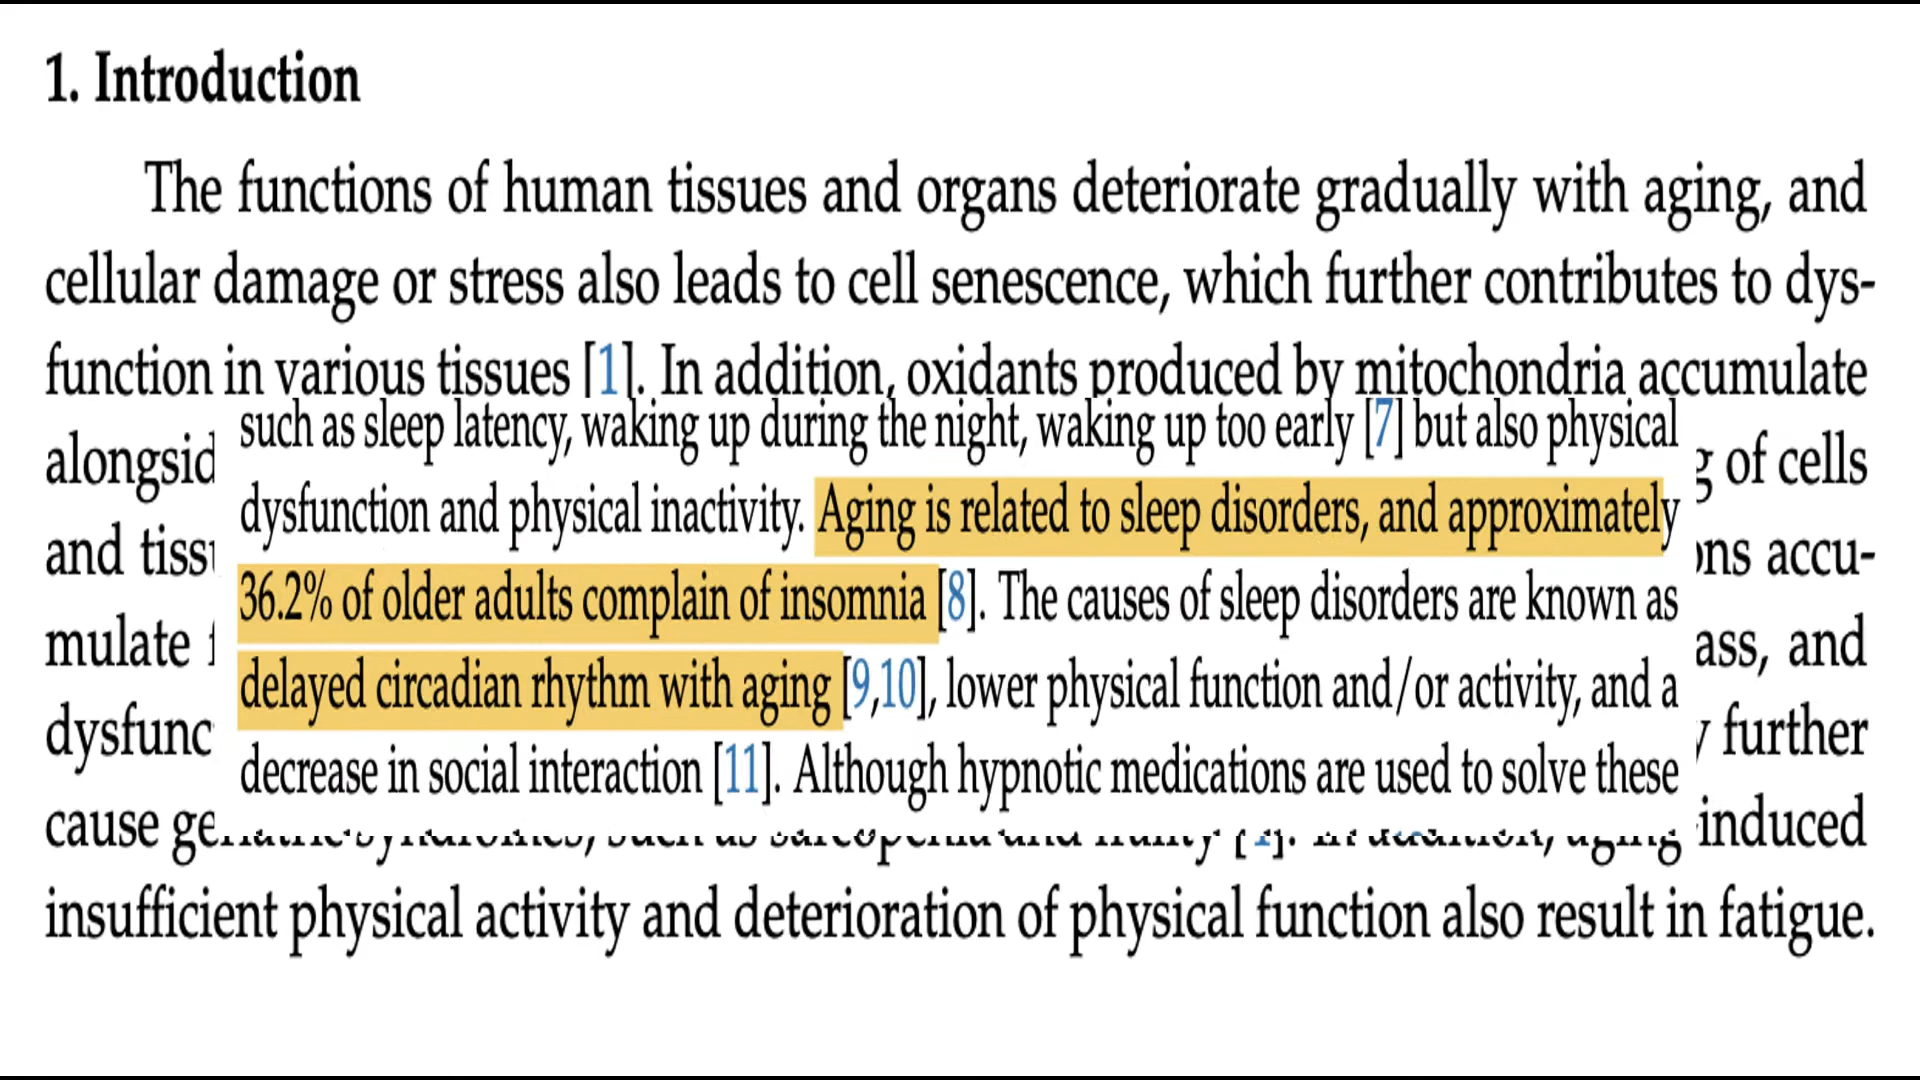 1. Introduction
The functions of human tissues and organs deteriorate gradually with aging, and
cellular damage or stress also leads to cell senescence, which further contributes to dys-
function in various tissues [1]. In addition, oxidants produced by mitochondria accumulate
such as sleep latency, waking up during the night, waking up too early [7] but also physical
dysfunction and physical inactivity. Aging is related to sleep disorders, and approximately
36.2% of older adults complain of insomnia [8]. The causes of sleep disorders are known as
delayed circadian rhythm with aging [9,10], lower physical function and/or activity, and a
decrease in social interaction [11]. Although hypnotic medications are used to solve these
of cells
and
accu-
mulate
and
further
cause induced
insufficient physical activity and deterioration of physical function also result in fatigue.